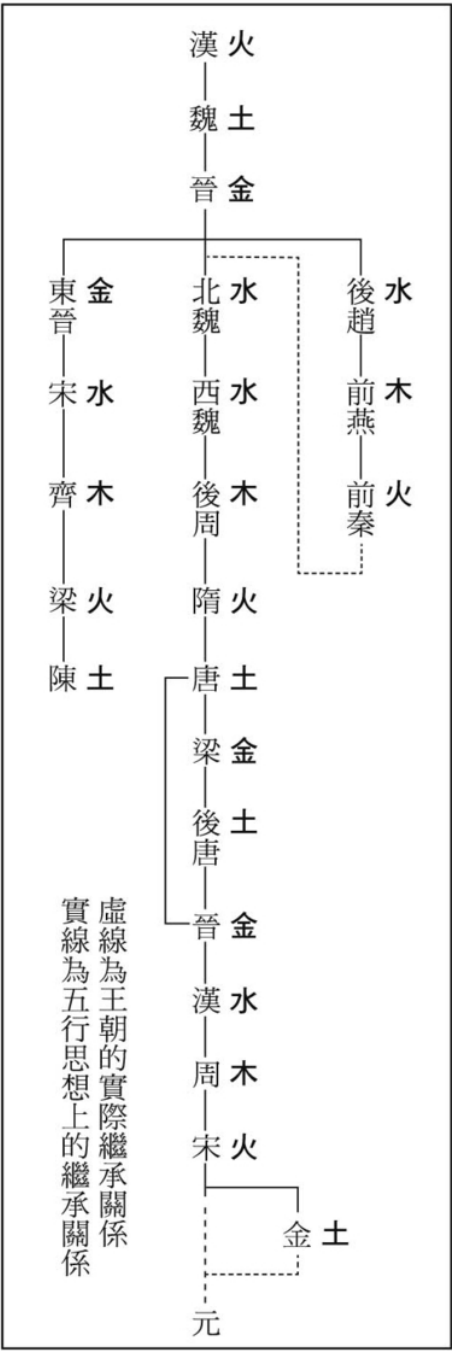 漢 火
魏 土
晉 金
東晉 金
北魏 水
後趙 水
宋 水
西魏 水
前燕 木
齊 木
後周 木
前秦 火
梁 火
隋 火
陳 土
唐 土
梁 金
後唐 土
晉 金
漢 水
周 木
宋 火
金 土
元
虛線為王朝的實際繼承關係
實線為五行思想上的繼承關係